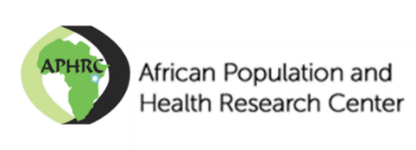 APHRC
African Population and
Health Research Center